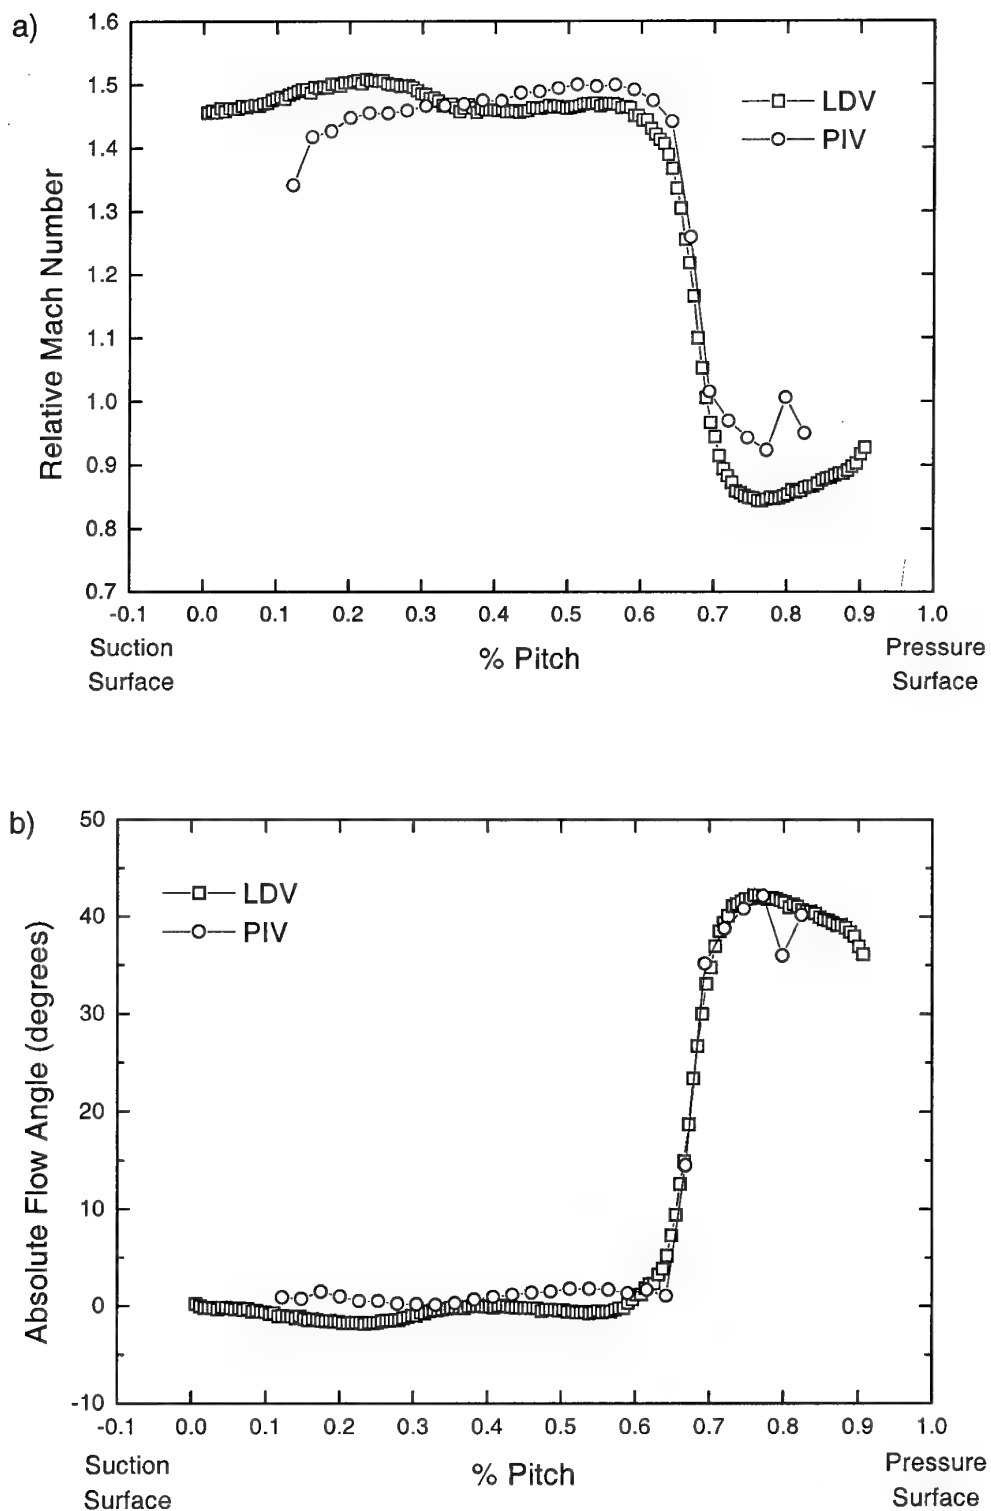 a)
1.6
1.5
1.4
1.3
1.2
1.1
1.0
0.9
0.8
0.7
Relative Mach Number
LDV
PIV
-0.1 0.0 0.1 0.2 0.3 0.4 0.5 0.6 0.7 0.8 0.9 1.0
Suction
Surface
% Pitch
Pressure
Surface
b)
50
40
30
20
10
0
-10
Absolute Flow Angle (degrees)
LDV
PIV
-0.1 0.0 0.1 0.2 0.3 0.4 0.5 0.6 0.7 0.8 0.9 1.0
Suction
Surface
% Pitch
Pressure
Surface